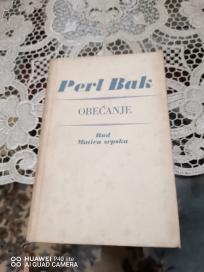 Perl Bak
OBEĆANJE
Rad
Matica srpska
HUAWEI P40 lite
AI QUAD CAMERA